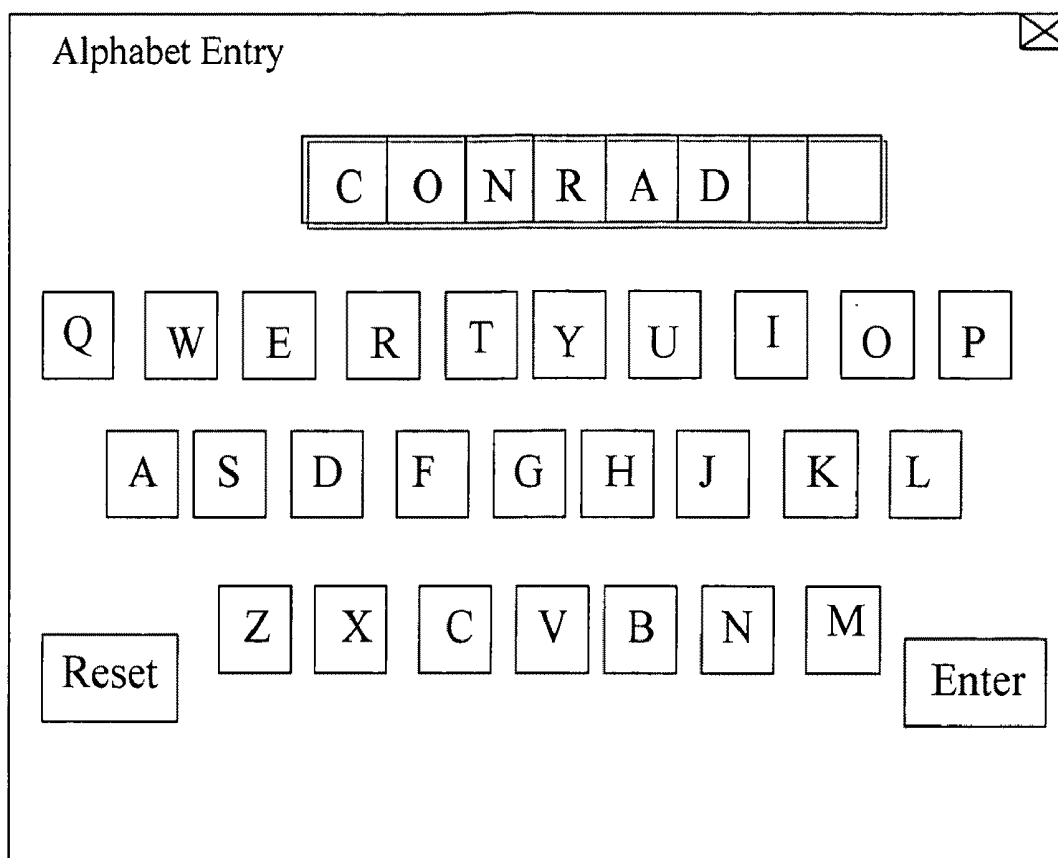 Alphabet Entry
C O N R A D
Q W E R T Y U I O P
A S D F G H J K L
Z X C V B N M
Reset Enter